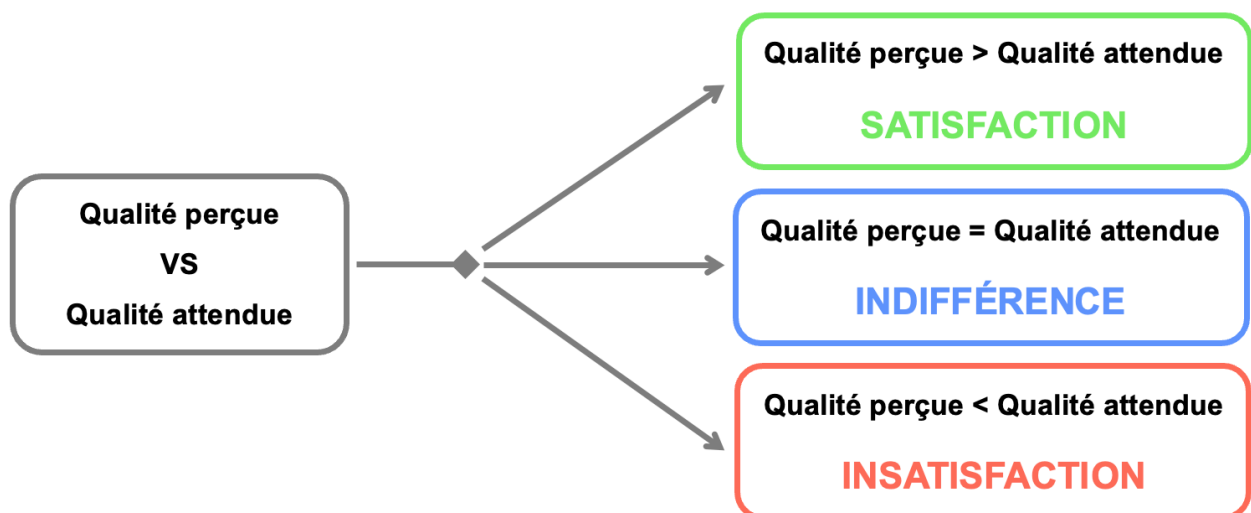 Qualité perçue
VS
Qualité attendue
Qualité perçue > Qualité attendue
SATISFACTION
Qualité perçue = Qualité attendue
INDIFFÉRENCE
Qualité perçue < Qualité attendue
INSATISFACTION